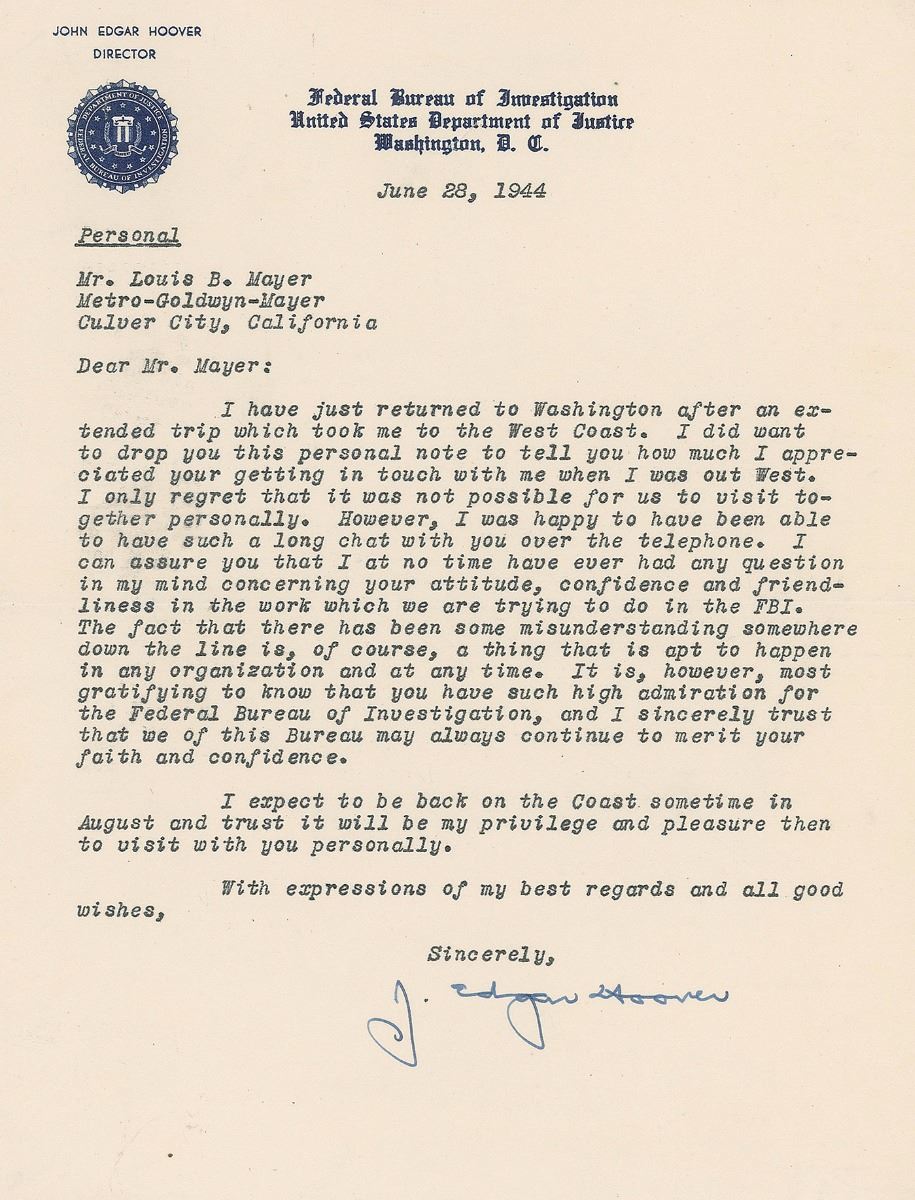 JOHN EDGAR HOOVER
DIRECTOR
DEPARTMENT OF JUSTICE
FEDERAL BUREAU OF INVESTIGATION
Federal Bureau of Investigation
United States Department of Justice
Washington, D. C.
June 28, 1944
Personal
Mr. Louis B. Mayer
Metro-Goldwyn-Mayer
Culver City, California
Dear Mr. Mayer:
I have just returned to Washington after an ex-
tended trip which took me to the West Coast. I did want
to drop you this personal note to tell you how much I appre-
ciated your getting in touch with me when I was out West.
I only regret that it was not possible for us to visit to-
gether personally. However, I was happy to have been able
to have such a long chat with you over the telephone. I
can assure you that I at no time have ever had any question
in my mind concerning your attitude, confidence and friend-
liness in the work which we are trying to do in the FBI.
The fact that there has been some misunderstanding somewhere
down the line is, of course, a thing that is apt to happen
in any organization and at any time. It is, however, most
gratifying to know that you have such high admiration for
the Federal Bureau of Investigation, and I sincerely trust
that we of this Bureau may always continue to merit your
faith and confidence.
I expect to be back on the Coast sometime in
August and trust it will be my privilege and pleasure then
to visit with you personally.
With expressions of my best regards and all good
wishes,
Sincerely,
J. Edgar Hoover